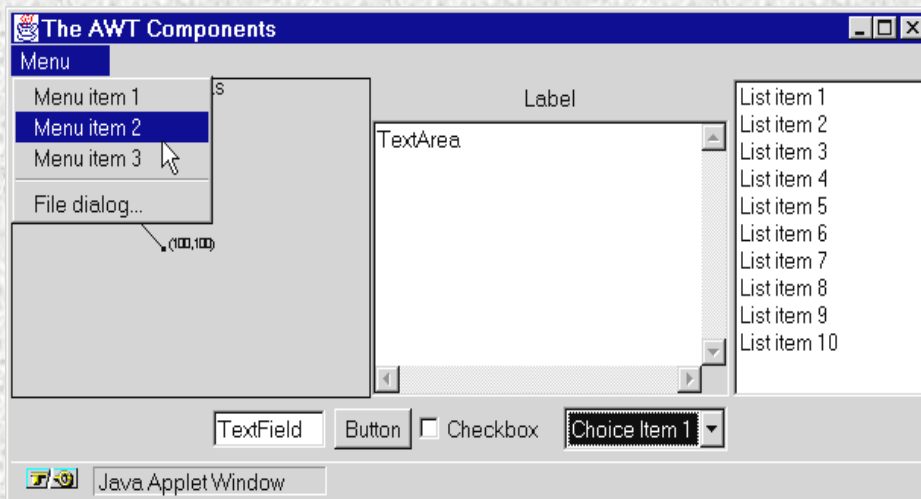 The AWT Components
Menu
Menu item 1
Menu item 2
Menu item 3
File dialog...
(100,100)
Label
TextArea
List item 1
List item 2
List item 3
List item 4
List item 5
List item 6
List item 7
List item 8
List item 9
List item 10
TextField
Button
Checkbox
Choice Item 1
Java Applet Window